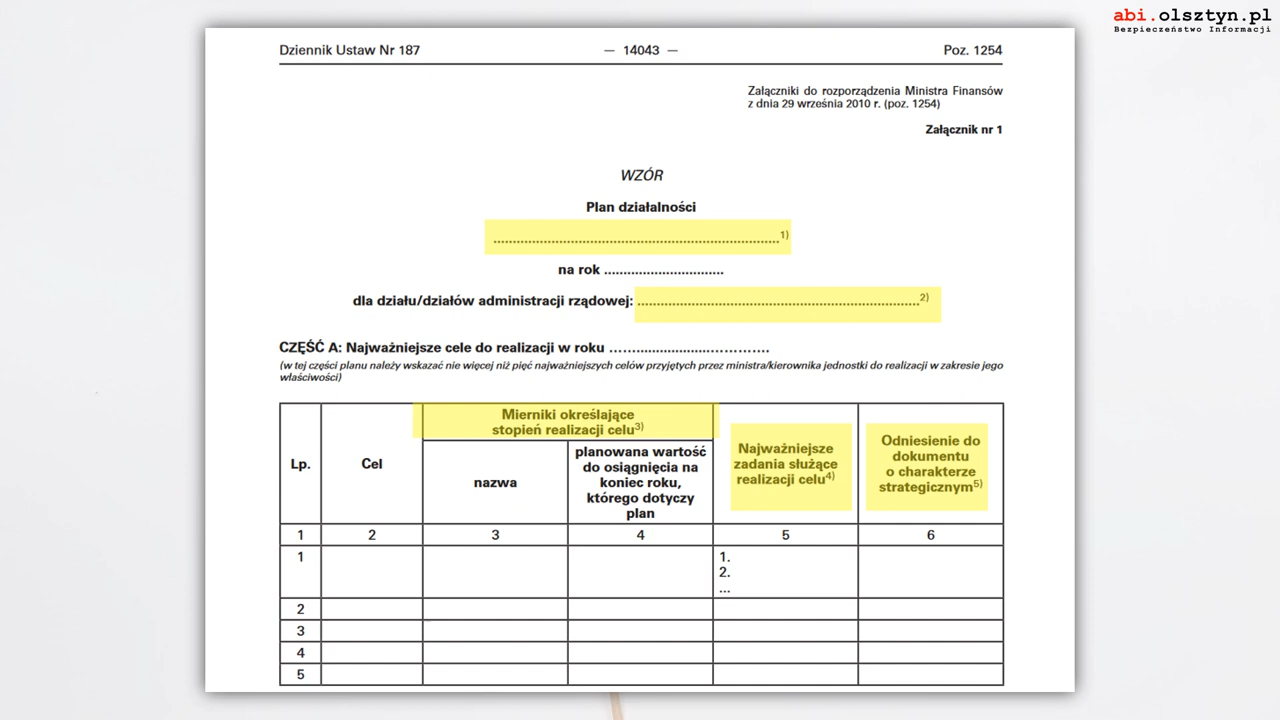 abi.olsztyn.pl
Bezpieczeństwo Informacji
Dziennik Ustaw Nr 187 — 14043 — Poz. 1254
Załączniki do rozporządzenia Ministra Finansów
z dnia 29 września 2010 r. (poz. 1254)
Załącznik nr 1
WZÓR
Plan działalności
..............................................................................1)
na rok ................................
dla działu/działów administracji rządowej: .............................................................................2)
CZĘŚĆ A: Najważniejsze cele do realizacji w roku ……......................………….
(w tej części planu należy wskazać nie więcej niż pięć najważniejszych celów przyjętych przez ministra/kierownika jednostki do realizacji w zakresie jego
właściwości)
Lp.
Cel
Mierniki określające
stopień realizacji celu3)
nazwa
planowana wartość
do osiągnięcia na
koniec roku,
którego dotyczy
plan
Najważniejsze
zadania służące
realizacji celu4)
Odniesienie do
dokumentu
o charakterze
strategicznym5)
1 2 3 4 5 6
1 1.
2.
...
2
3
4
5